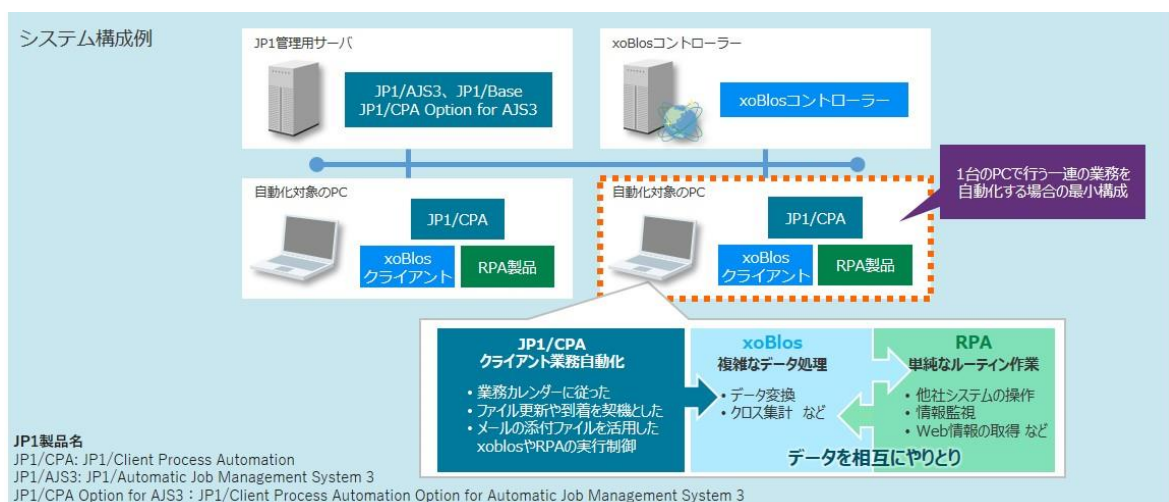 システム構成例
JP1管理用サーバ
JP1/AJS3、JP1/Base
JP1/CPA Option for AJS3
xoBlosコントローラー
xoBlosコントローラー
自動化対象のPC
JP1/CPA
xoBlos
クライアント
RPA製品
自動化対象のPC
JP1/CPA
xoBlos
クライアント
RPA製品
1台のPCで行う一連の業務を
自動化する場合の最小構成
JP1/CPA
クライアント業務自動化
• 業務カレンダーに従った
• ファイル更新や到着を契機とした
• メールの添付ファイルを活用した
xoblosやRPAの実行制御
xoBlos
複雑なデータ処理
• データ変換
• クロス集計 など
RPA
単純なルーティン作業
• 他社システムの操作
• 情報監視
• Web情報の取得 など
データを相互にやりとり
JP1製品名
JP1/CPA: JP1/Client Process Automation
JP1/AJS3: JP1/Automatic Job Management System 3
JP1/CPA Option for AJS3：JP1/Client Process Automation Option for Automatic Job Management System 3